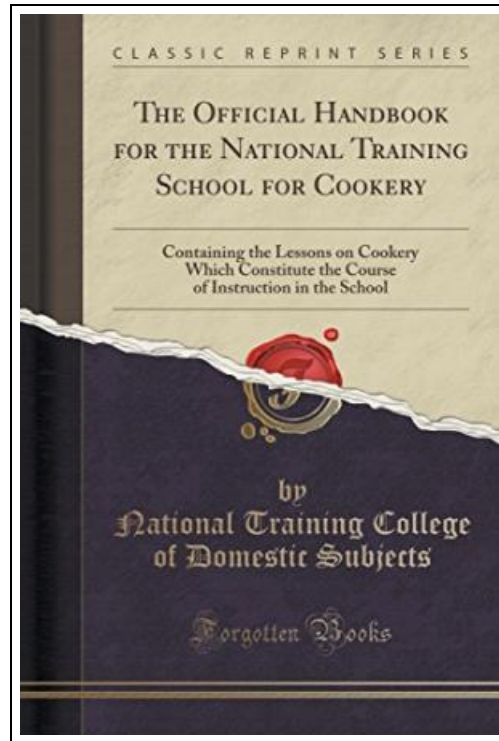 CLASSIC REPRINT SERIES
THE OFFICIAL HANDBOOK
FOR THE NATIONAL TRAINING
SCHOOL FOR COOKERY
Containing the Lessons on Cookery
Which Constitute the Course
of Instruction in the School
by
National Training College
of Domestic Subjects
Forgotten Books